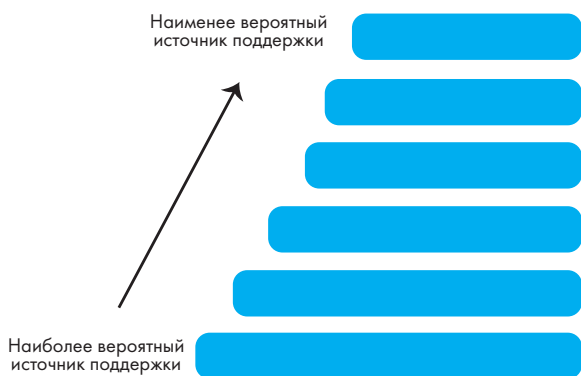 Наименее вероятный
источник поддержки
Наиболее вероятный
источник поддержки